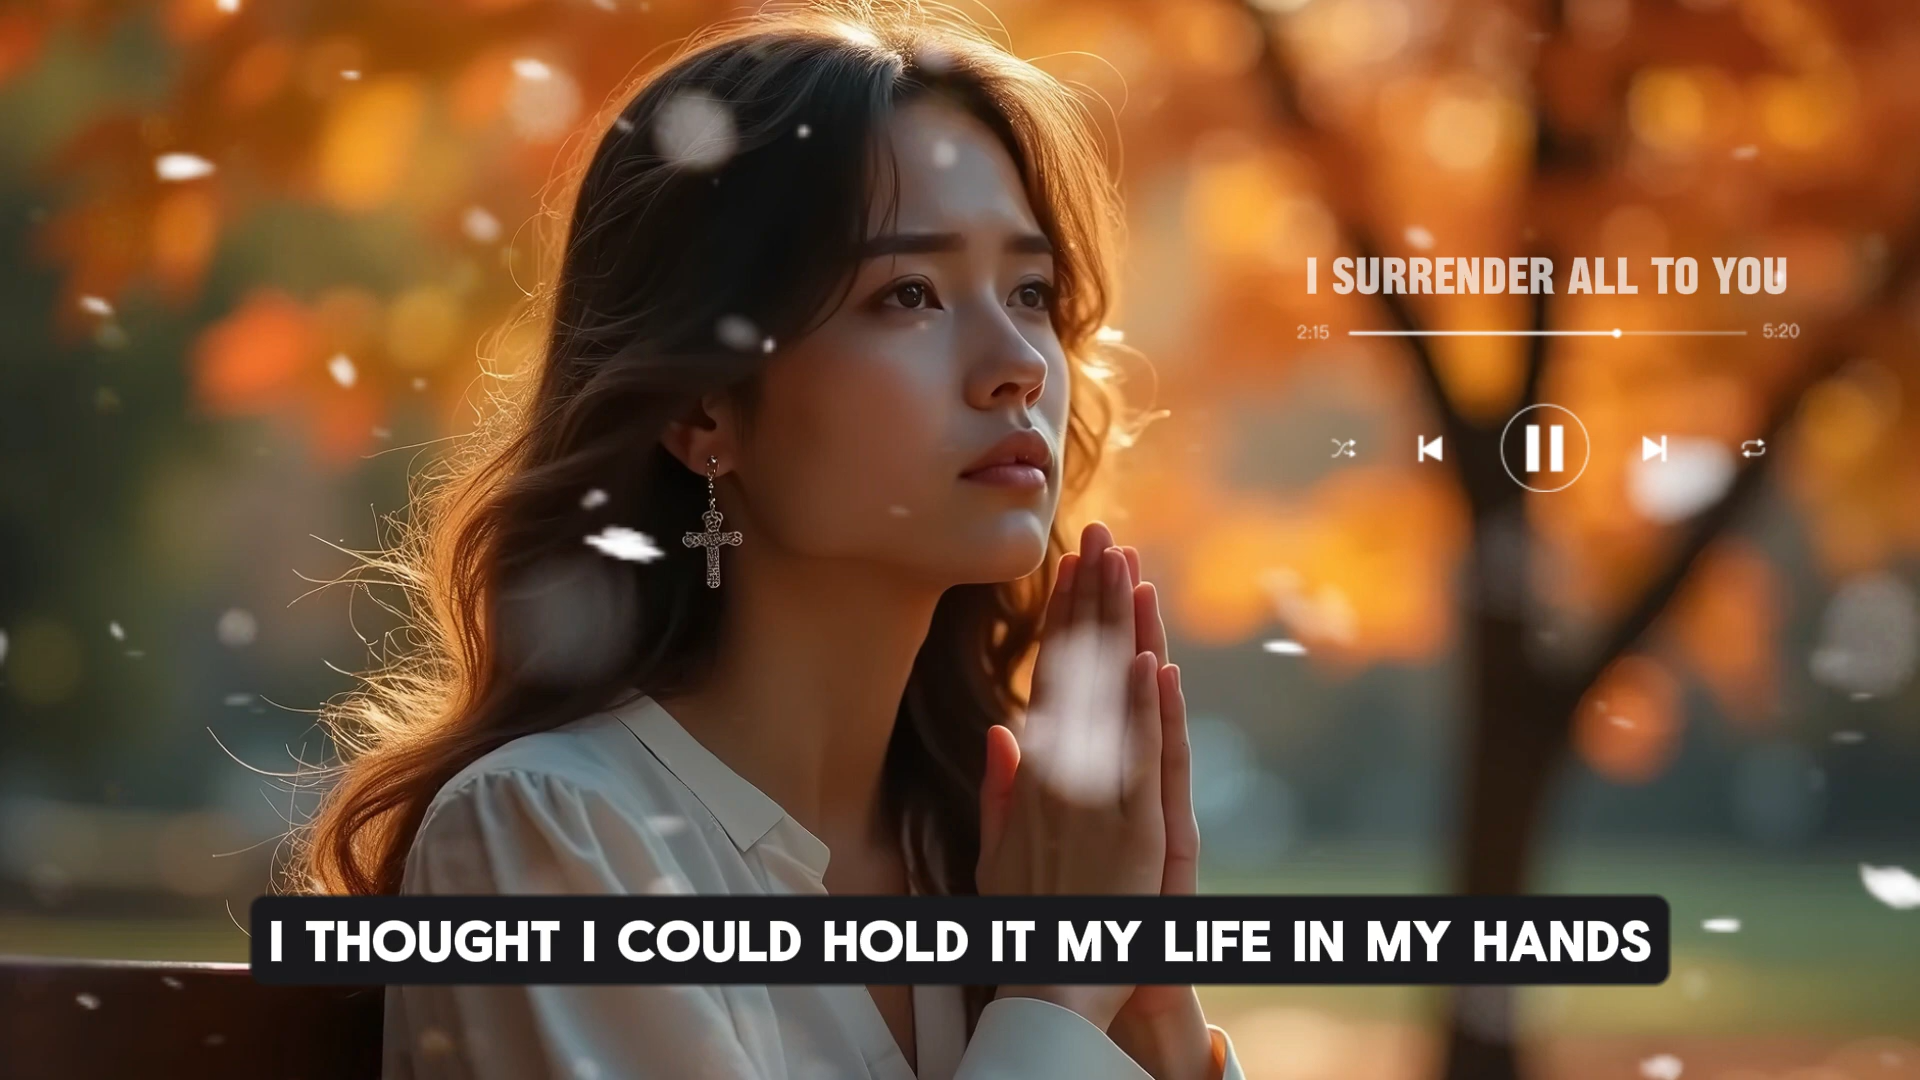 I SURRENDER ALL TO YOU
2:15 5:20
I THOUGHT I COULD HOLD IT MY LIFE IN MY HANDS